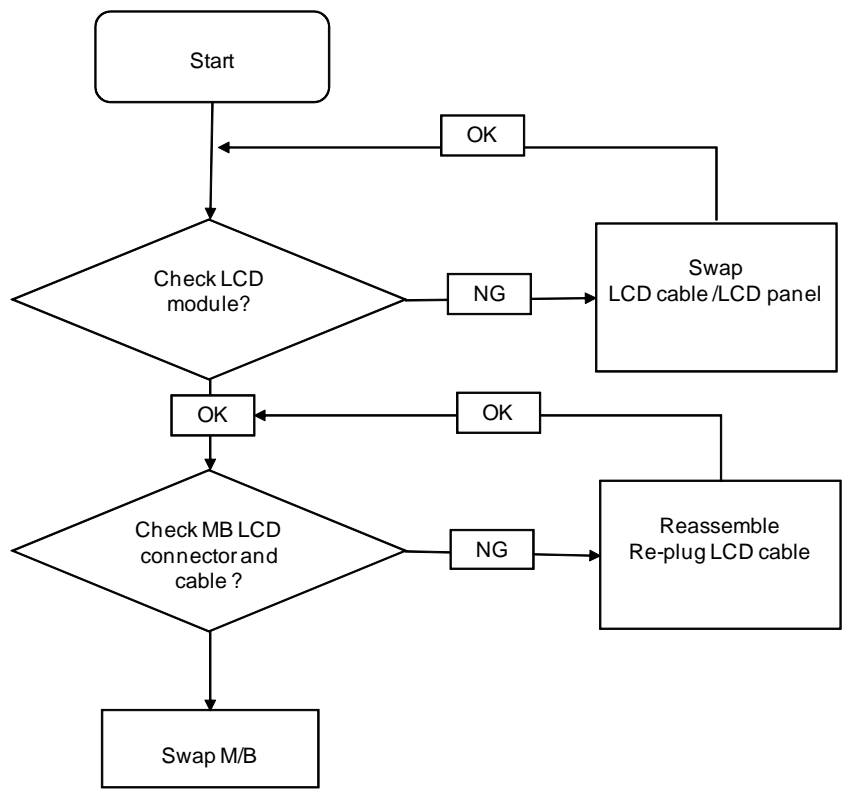 Start
OK
Check LCD
module?
NG
Swap
LCD cable /LCD panel
OK
OK
Check MB LCD
connector and
cable ?
NG
Reassemble
Re-plug LCD cable
Swap M/B